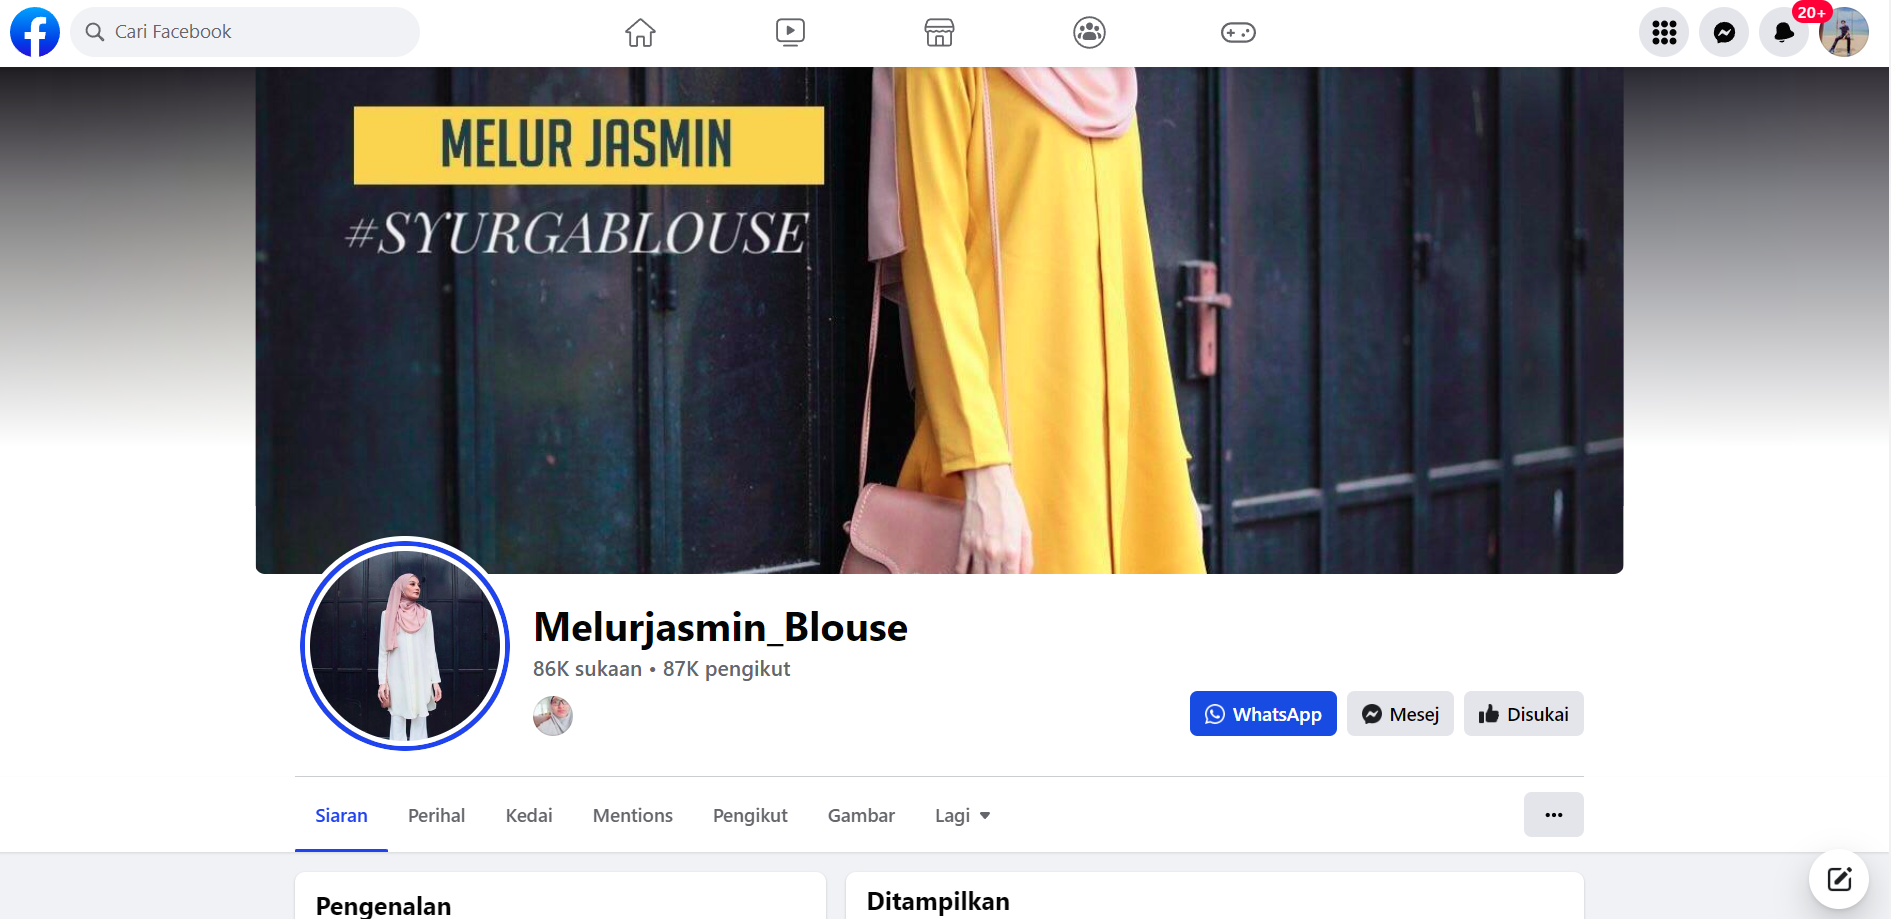 Cari Facebook
20+
MELUR JASMIN
#SYURGABLOUSE
Melurjasmin_Blouse
86K sukaan • 87K pengikut
WhatsApp
Mesej
Disukai
Siaran
Perihal
Kedai
Mentions
Pengikut
Gambar
Lagi
Pengenalan
Ditampilkan